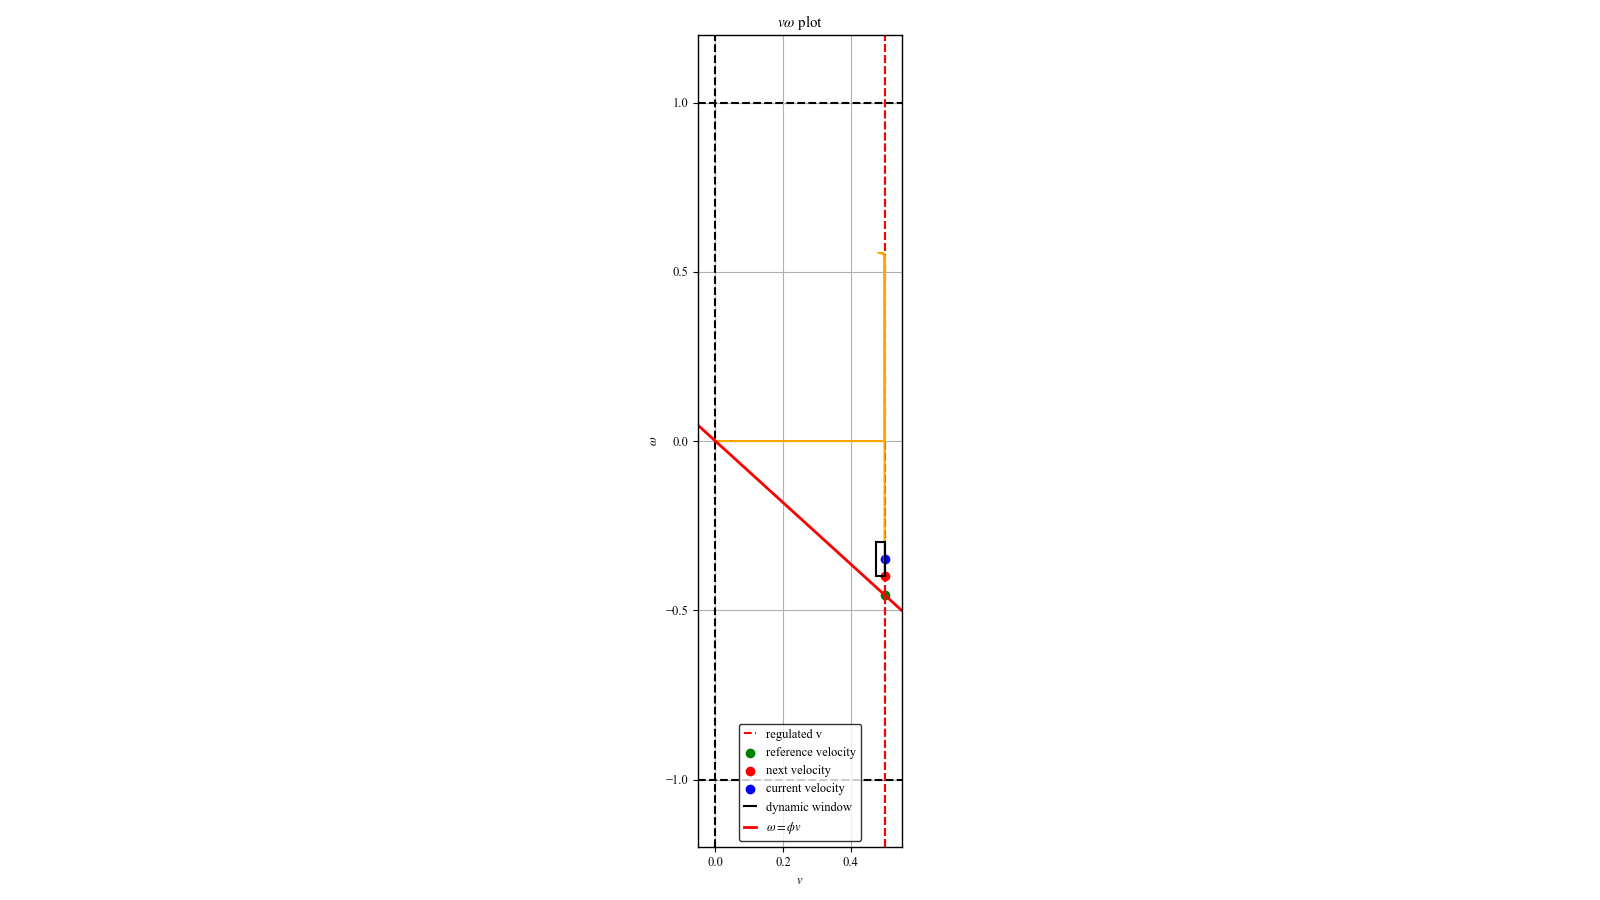 vω plot
1.0
0.5
0.0
−0.5
−1.0
ω
0.0 0.2 0.4
v
regulated v
reference velocity
next velocity
current velocity
dynamic window
ω = ϕv